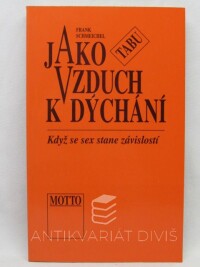 FRANK
SCHMEICHEL
JAKO
TABU
VZDUCH
K DÝCHÁNÍ
Když se sex stane závislostí
MOTTO
ANTIKVARIÁT DIVIŠ